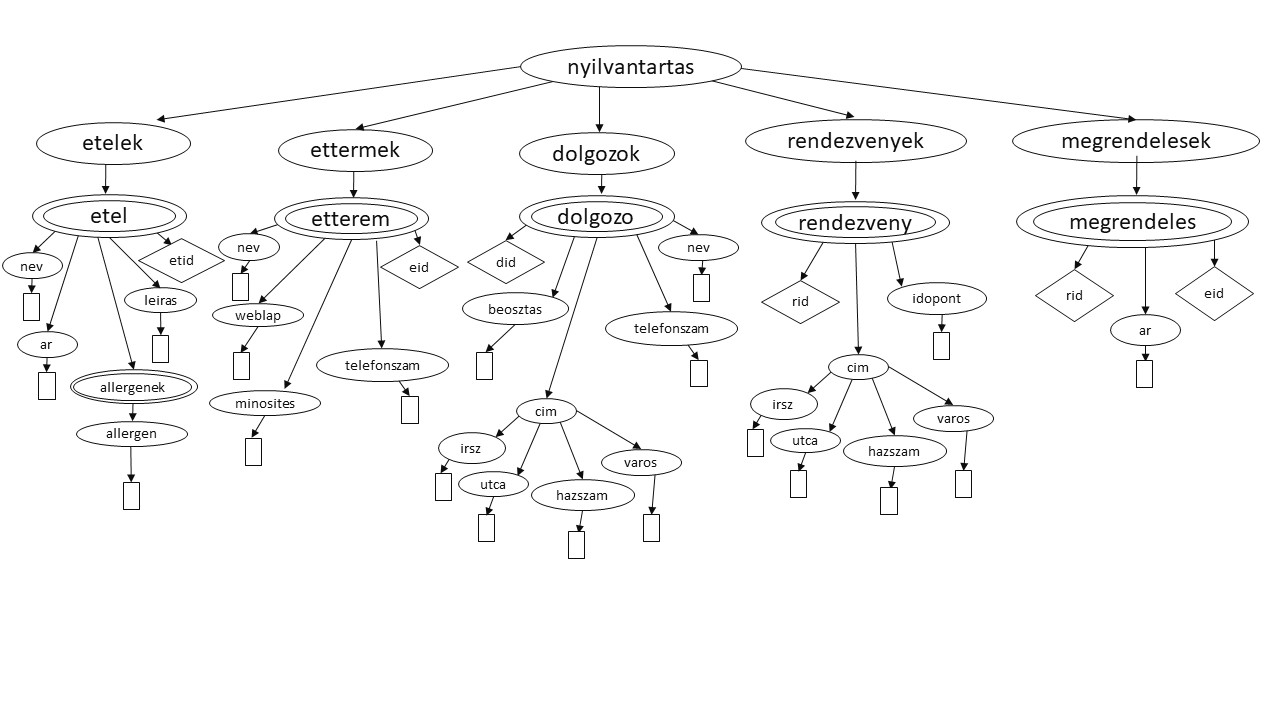 nyilvantartas
etelek
ettermek
dolgozok
rendezvenyek
megrendelesek
etel
etterem
dolgozo
rendezveny
megrendeles
nev
etid
leiras
ar
allergenek
allergen
nev
eid
weblap
telefonszam
minosites
did
nev
beosztas
telefonszam
cim
irsz
utca
hazszam
varos
rid
idopont
cim
irsz
utca
hazszam
varos
rid
eid
ar